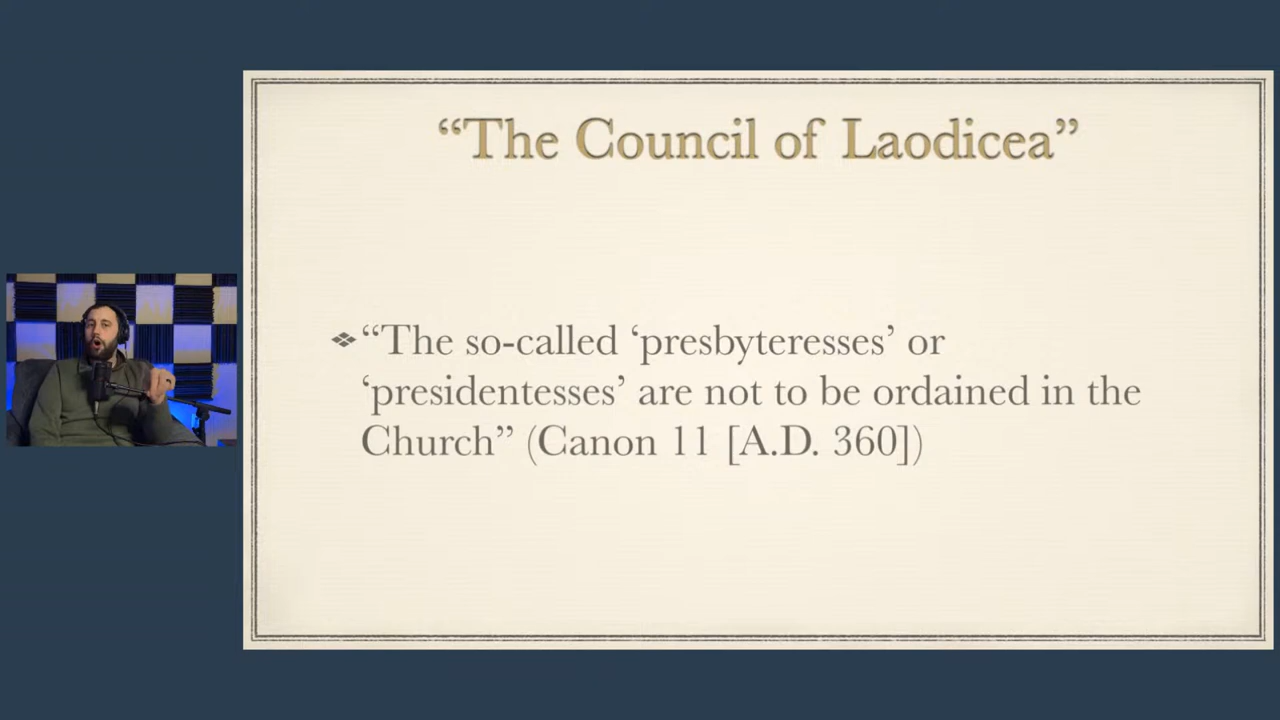 “The Council of Laodicea”
“The so-called ‘presbyteresses’ or
‘presidentesses’ are not to be ordained in the
Church” (Canon 11 [A.D. 360])